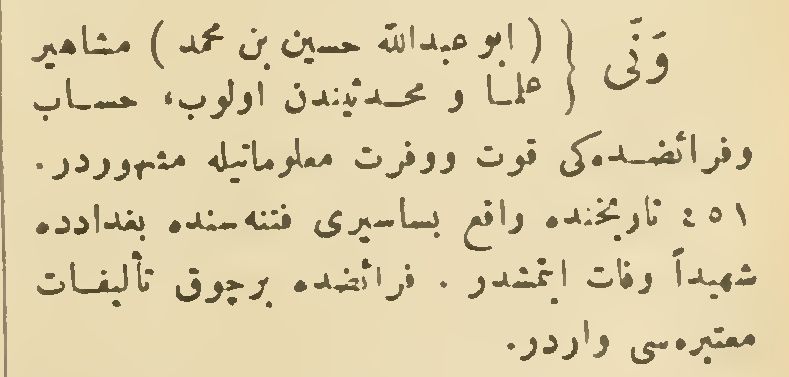 وَنّی { ( ابو عبدالله حسین بن محمد ) مشاهیر
علما و محدثیندن اولوب، حساب
وفرائضده‌کی قوت ووفرت معلوماتیله مشهوردر.
٤٥١ تاریخنده واقع بساسیری فتنه‌سنده بغدادده
شهیداً وفات ایتمشدر. فرائضده برچوق تألیفات
معتبره‌سی واردر.